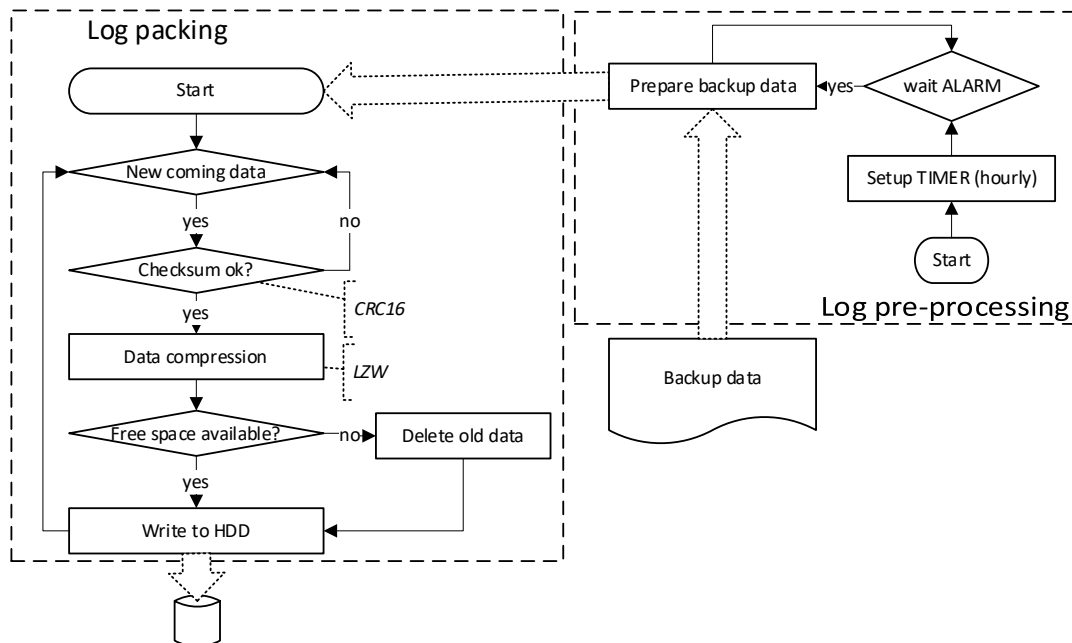 Log packing
Start
New coming data
yes
no
Checksum ok?
CRC16
yes
Data compression
LZW
Free space available?
no
Delete old data
yes
Write to HDD
Prepare backup data
yes
wait ALARM
Setup TIMER (hourly)
Start
Log pre-processing
Backup data